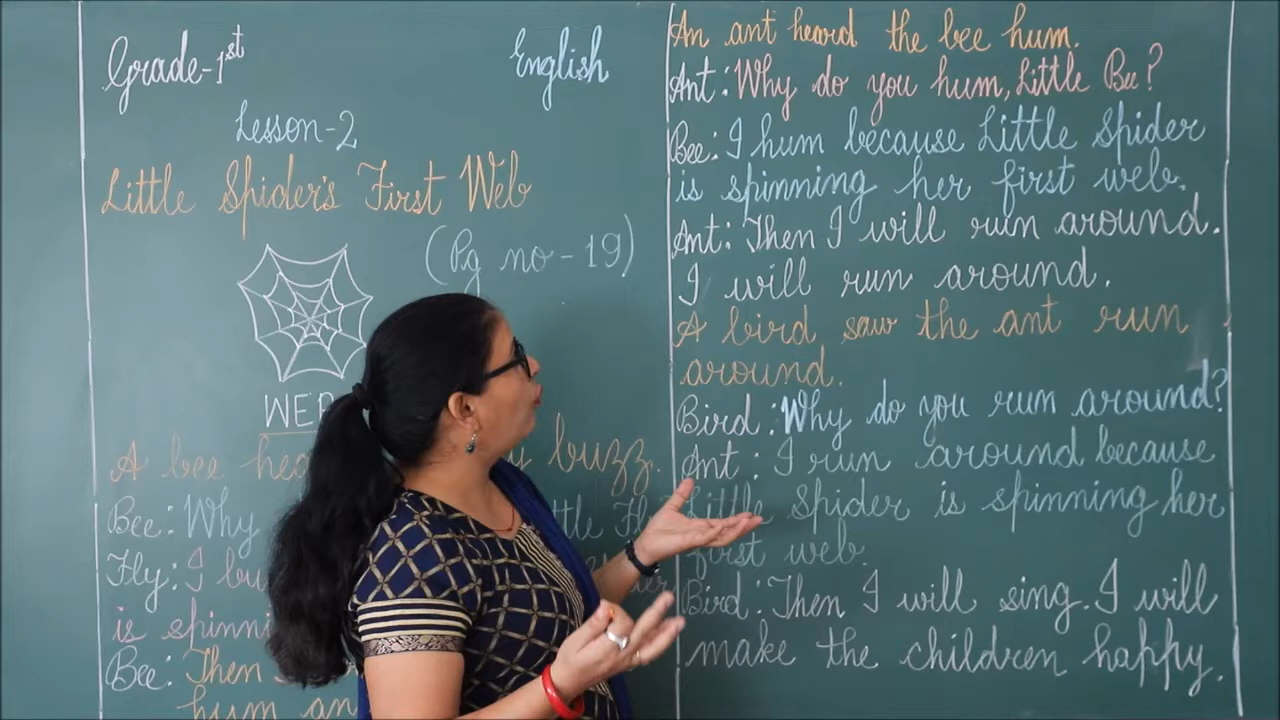 Grade-1st
English
Lesson-2
Little Spider's First Web
(Pg no-19)
WEB
A bee hea buzz.
Bee: Why ttle Fl
Fly: I bu
is spinni
Bee: Then
hum an
An ant heard the bee hum.
Ant: Why do you hum, Little Bee?
Bee: I hum because Little Spider
is spinning her first web.
Ant: Then I will run around.
I will run around.
A bird saw the ant run
around.
Bird: Why do you run around?
Ant: I run around because
Little Spider is spinning her
first web.
Bird: Then I will sing. I will
make the children happy.